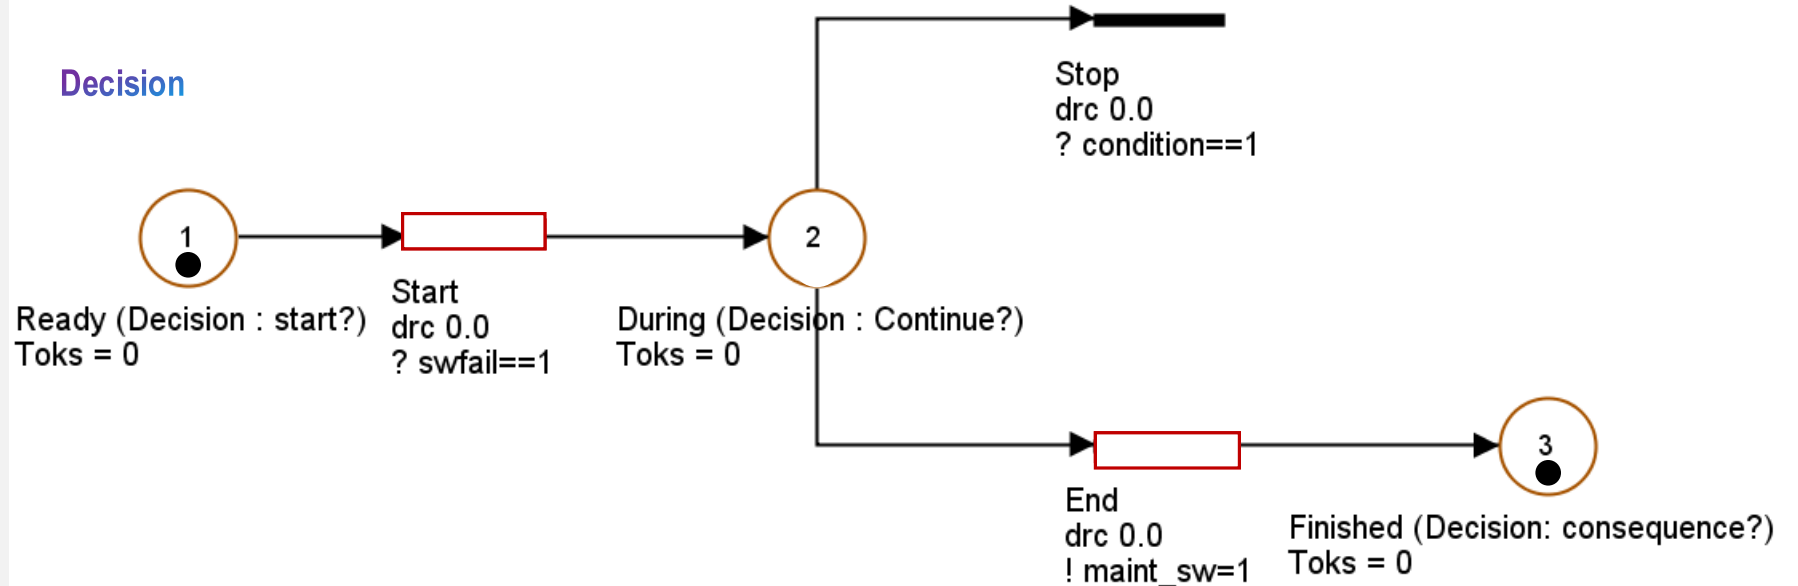 Decision
Stop
drc 0.0
? condition==1
1
2
Ready (Decision : start?)
Toks = 0
Start
drc 0.0
? swfail==1
During (Decision : Continue?)
Toks = 0
3
End
drc 0.0
! maint_sw=1
Finished (Decision: consequence?)
Toks = 0